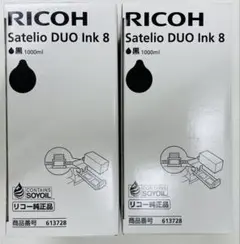 RICOH
Satelio DUO Ink 8
黒 1000ml
CONTAINS
SOYOIL
リコー純正品
商品番号 613728
RICOH
Satelio DUO Ink 8
黒 1000ml
CONTAINS
SOYOIL
リコー純正品
商品番号 613728